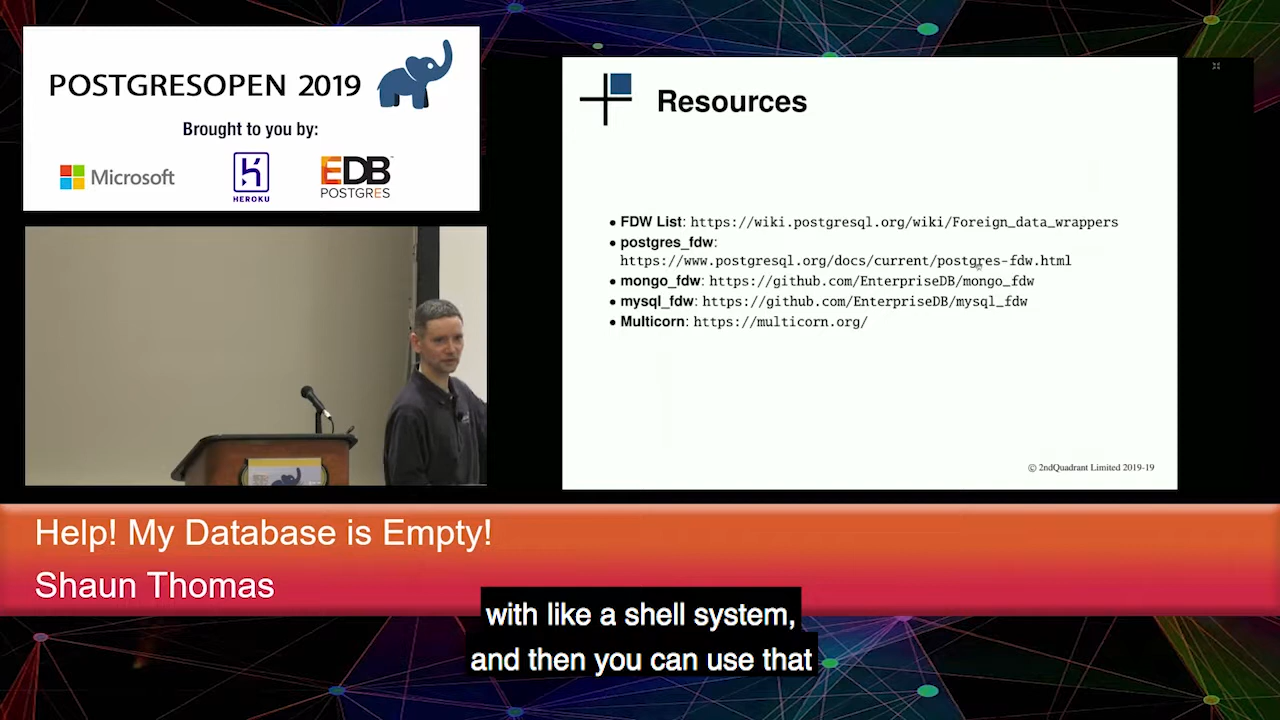 POSTGRESOPEN 2019
Brought to you by:
Microsoft
HEROKU
EDB
POSTGRES
Resources
• FDW List: https://wiki.postgresql.org/wiki/Foreign_data_wrappers
• postgres_fdw:
https://www.postgresql.org/docs/current/postgres-fdw.html
• mongo_fdw: https://github.com/EnterpriseDB/mongo_fdw
• mysql_fdw: https://github.com/EnterpriseDB/mysql_fdw
• Multicorn: https://multicorn.org/
© 2ndQuadrant Limited 2019-19
Help! My Database is Empty!
Shaun Thomas
with like a shell system,
and then you can use that